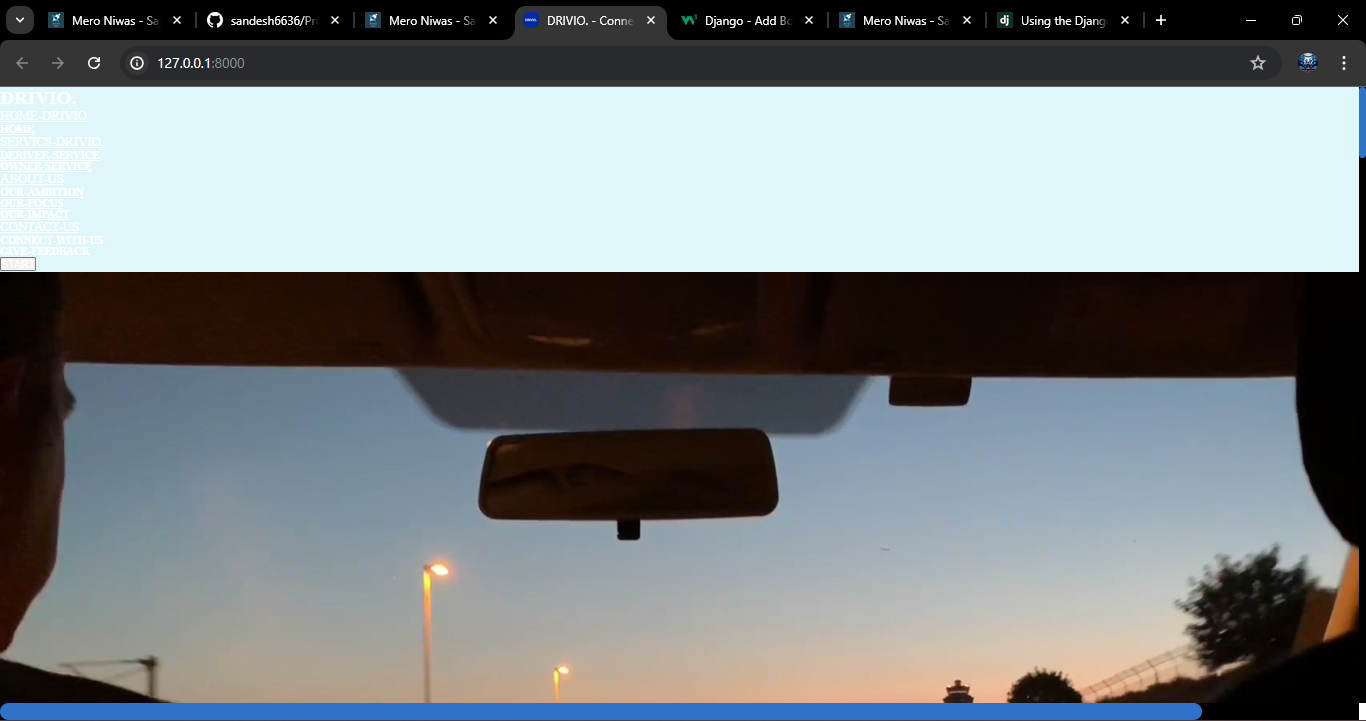 Mero Niwas - Sa
sandesh6636/Pr
Mero Niwas - Sa
DRIVIO. - Conne
Django - Add Bo
Mero Niwas - Sa
Using the Djang
127.0.0.1:8000
DRIVIO.
HOME-DRIVIO
HOME
SERVICS-DRIVIO
DERIVER-SERVICE
OWNER-SERVICE
ABOUT-US
OUR-AMBITION
OUR-FOCUS
OUR-IMPACT
CONTACT-US
CONNECT-WITH-US
GIVE-FEEDBACK
START